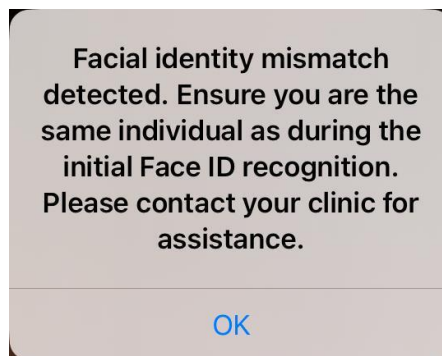 Facial identity mismatch
detected. Ensure you are the
same individual as during the
initial Face ID recognition.
Please contact your clinic for
assistance.
OK